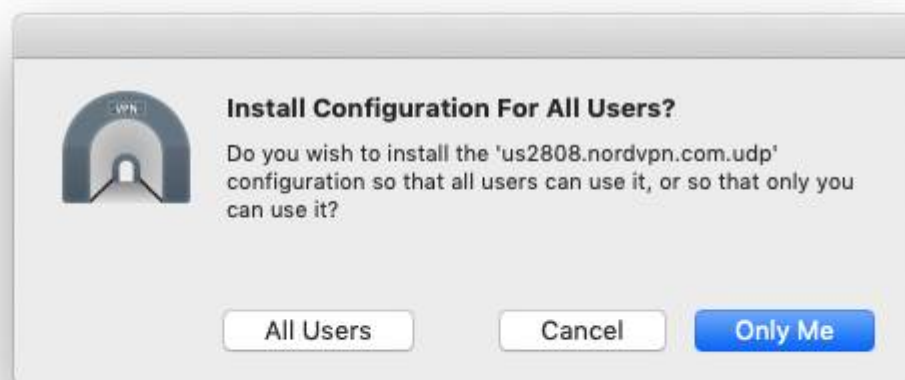 VPN
Install Configuration For All Users?
Do you wish to install the 'us2808.nordvpn.com.udp'
configuration so that all users can use it, or so that only you
can use it?
All Users
Cancel
Only Me